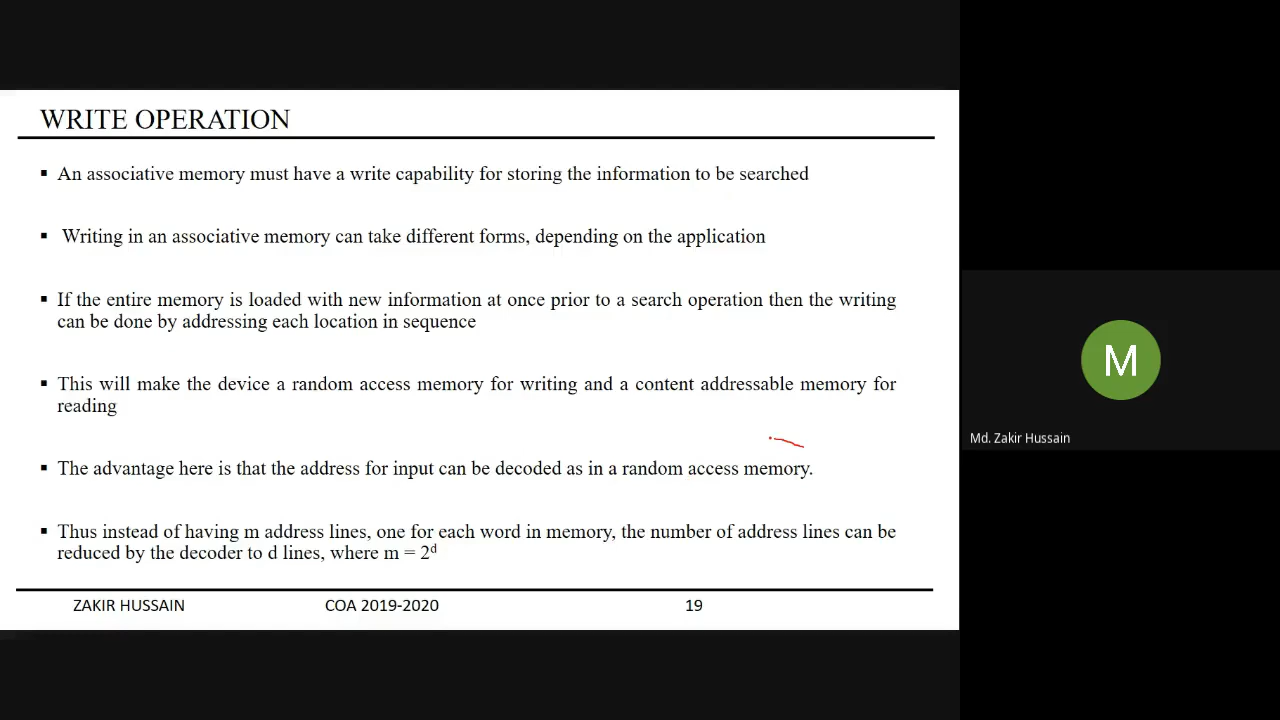 WRITE OPERATION
▪ An associative memory must have a write capability for storing the information to be searched
▪ Writing in an associative memory can take different forms, depending on the application
▪ If the entire memory is loaded with new information at once prior to a search operation then the writing
can be done by addressing each location in sequence
▪ This will make the device a random access memory for writing and a content addressable memory for
reading
▪ The advantage here is that the address for input can be decoded as in a random access memory.
▪ Thus instead of having m address lines, one for each word in memory, the number of address lines can be
reduced by the decoder to d lines, where m = 2ᵈ
ZAKIR HUSSAIN COA 2019-2020 19
M
Md. Zakir Hussain